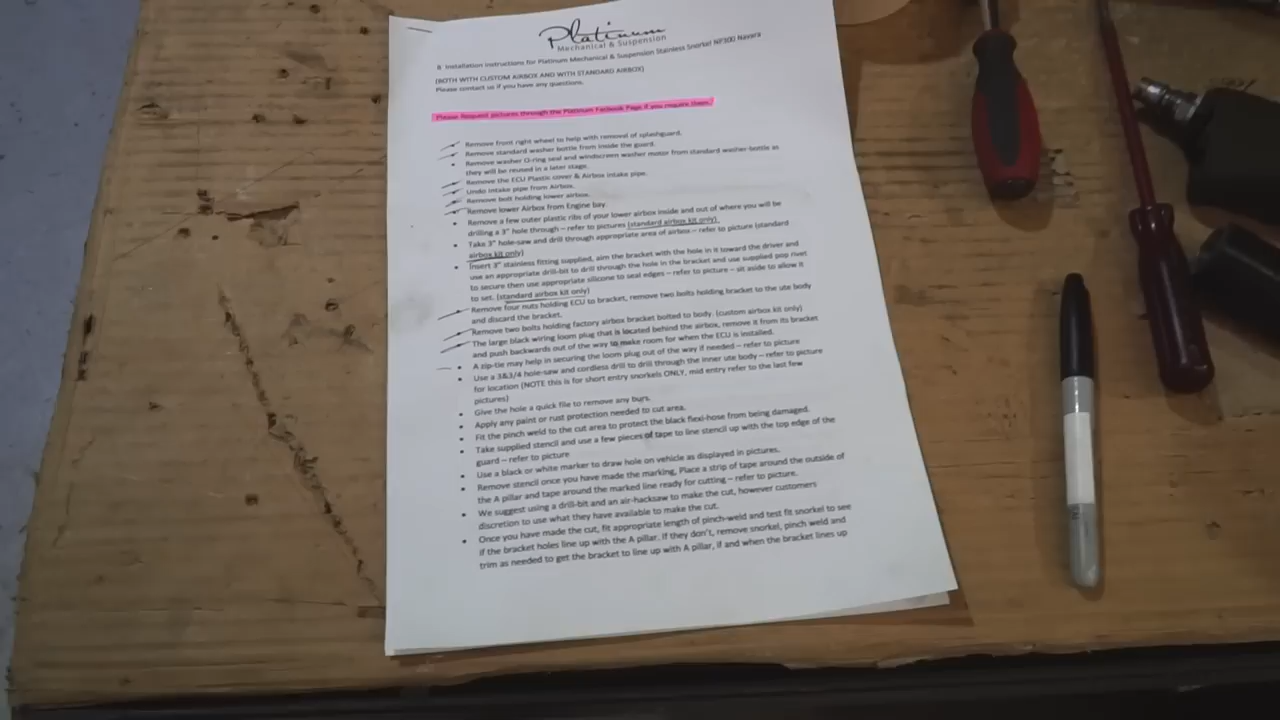 Platinum
Mechanical & Suspension
& Installation Instructions for Platinum Mechanical & Suspension Stainless Snorkel NP300 Navara
(BOTH WITH CUSTOM AIRBOX AND WITH STANDARD AIRBOX)
Please contact us if you have any questions.
Please Request pictures through the Platinum Facbook Page if you require them.
Remove front right wheel to help with removal of splashguard.
Remove standard washer bottle from inside the guard.
Remove washer O-ring seal and windscreen washer motor from standard washer bottle as
they will be reused in a later stage.
Remove the ECU Plastic cover & Airbox intake pipe.
Undo intake pipe from Airbox.
Remove bolt holding lower airbox.
Remove lower Airbox from Engine bay.
Remove a few outer plastic ribs of your lower airbox inside and out of where you will be
drilling a 3" hole through – refer to pictures (standard airbox kit only).
Take 3" hole-saw and drill through appropriate area of airbox – refer to picture (standard
airbox kit only)
Insert 3" stainless fitting supplied, aim the bracket with the hole in it toward the driver and
use an appropriate drill-bit to drill through the hole in the bracket and use supplied pop rivet
to secure then use appropriate silicone to seal edges – refer to picture – sit aside to allow it
to set. (standard airbox kit only)
Remove four nuts holding ECU to bracket, remove two bolts holding bracket to the ute body
and discard the bracket.
Remove two bolts holding factory airbox bracket bolted to body. (custom airbox kit only)
The large black wiring loom plug that is located behind the airbox, remove it from its bracket
and push backwards out of the way to make room for when the ECU is installed.
A zip-tie may help in securing the loom plug out of the way if needed – refer to picture
Use a 3&3/4 hole-saw and cordless drill to drill through the inner ute body – refer to picture
for location (NOTE this is for short entry snorkels ONLY, mid entry refer to the last few
pictures)
Give the hole a quick file to remove any burs.
Apply any paint or rust protection needed to cut area.
Fit the pinch weld to the cut area to protect the black flexi-hose from being damaged.
Take supplied stencil and use a few pieces of tape to line stencil up with the top edge of the
guard – refer to picture
Use a black or white marker to draw hole on vehicle as displayed in pictures.
Remove stencil once you have made the marking, Place a strip of tape around the outside of
the A pillar and tape around the marked line ready for cutting – refer to picture.
We suggest using a drill-bit and an air-hacksaw to make the cut, however customers
discretion to use what they have available to make the cut.
Once you have made the cut, fit appropriate length of pinch-weld and test fit snorkel to see
if the bracket holes line up with the A pillar. If they don't, remove snorkel, pinch weld and
trim as needed to get the bracket to line up with A pillar, if and when the bracket lines up